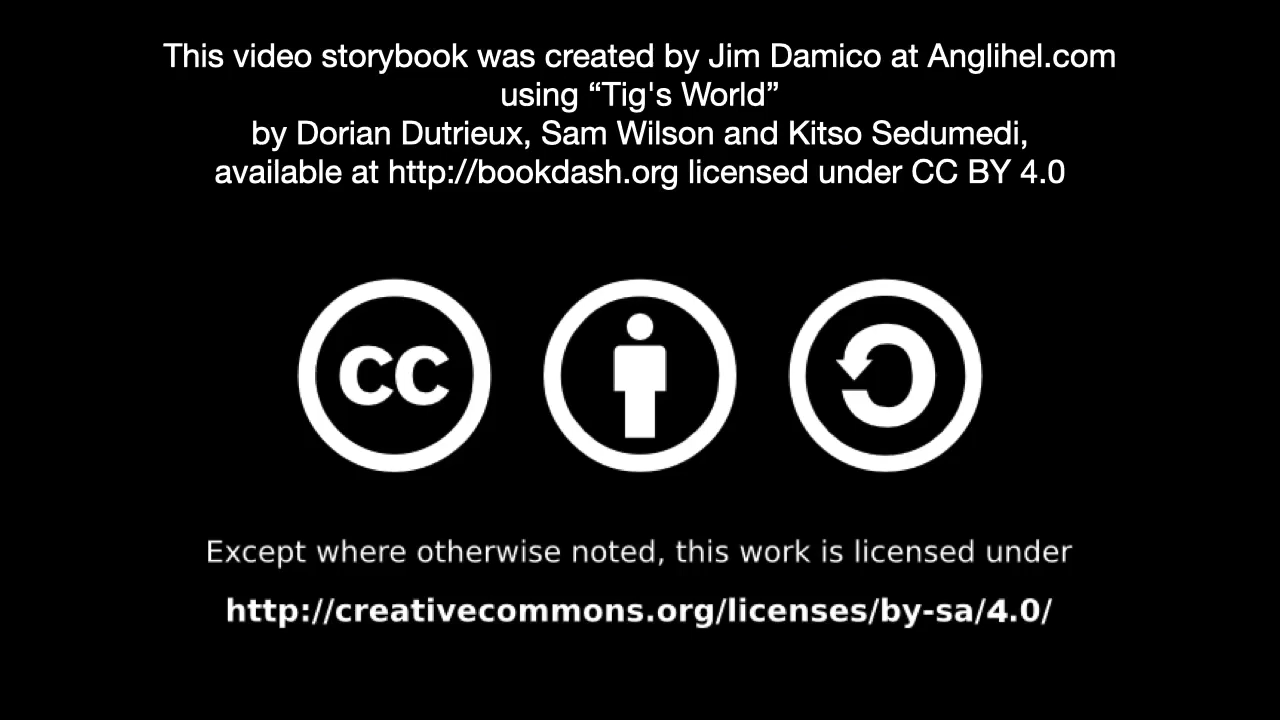 This video storybook was created by Jim Damico at Anglihel.com
using “Tig's World”
by Dorian Dutrieux, Sam Wilson and Kitso Sedumedi,
available at http://bookdash.org licensed under CC BY 4.0
cc
Except where otherwise noted, this work is licensed under
http://creativecommons.org/licenses/by-sa/4.0/